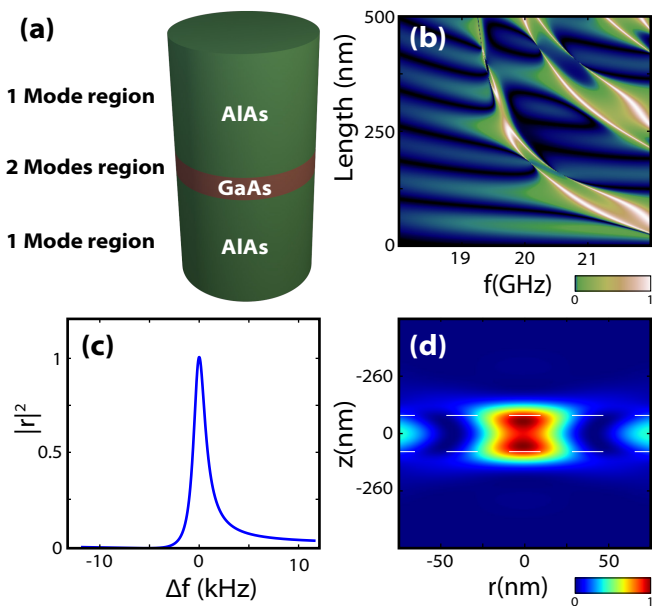 (a)
1 Mode region
AlAs
2 Modes region
GaAs
1 Mode region
AlAs
(b)
500
250
0
Length (nm)
19
20
21
f(GHz)
0
1
(c)
1
0.5
0
|r|²
-10
0
10
Δf (kHz)
(d)
-260
0
-260
z(nm)
-50
0
50
r(nm)
0
1